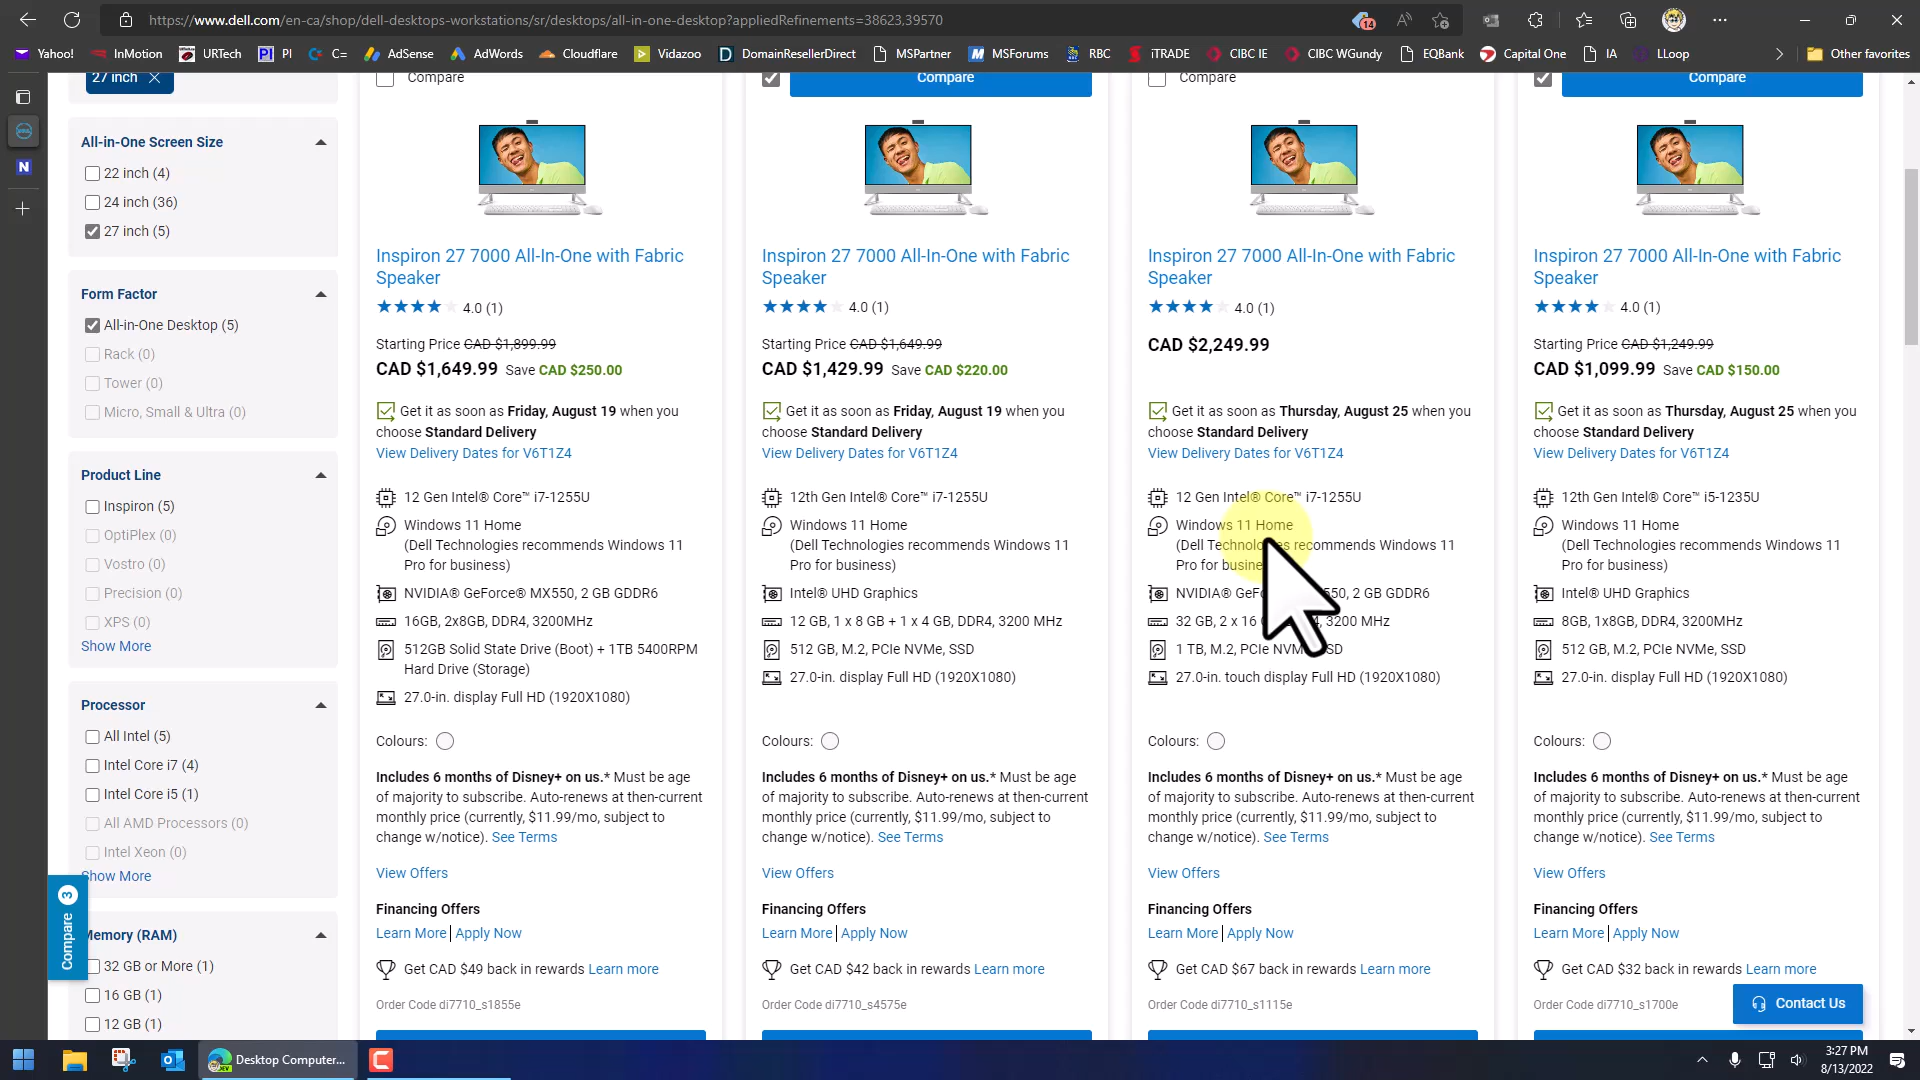 https://www.dell.com/en-ca/shop/dell-desktops-workstations/sr/desktops/all-in-one-desktop?appliedRefinements=38623,39570
14
Yahoo! InMotion URTech PI C= AdSense AdWords Cloudflare Vidazoo DomainResellerDirect MSPartner MSForums RBC iTRADE CIBC IE CIBC WGundy EQBank Capital One IA LLoop Other favorites
27 inch
All-in-One Screen Size
22 inch (4)
24 inch (36)
27 inch (5)
Form Factor
All-in-One Desktop (5)
Rack (0)
Tower (0)
Micro, Small & Ultra (0)
Product Line
Inspiron (5)
OptiPlex (0)
Vostro (0)
Precision (0)
XPS (0)
Show More
Processor
All Intel (5)
Intel Core i7 (4)
Intel Core i5 (1)
All AMD Processors (0)
Intel Xeon (0)
Show More
Compare 3
Memory (RAM)
32 GB or More (1)
16 GB (1)
12 GB (1)
Compare
Inspiron 27 7000 All-In-One with Fabric
Speaker
4.0 (1)
Starting Price CAD $1,899.99
CAD $1,649.99 Save CAD $250.00
Get it as soon as Friday, August 19 when you
choose Standard Delivery
View Delivery Dates for V6T1Z4
12 Gen Intel® Core™ i7-1255U
Windows 11 Home
(Dell Technologies recommends Windows 11
Pro for business)
NVIDIA® GeForce® MX550, 2 GB GDDR6
16GB, 2x8GB, DDR4, 3200MHz
512GB Solid State Drive (Boot) + 1TB 5400RPM
Hard Drive (Storage)
27.0-in. display Full HD (1920X1080)
Colours:
Includes 6 months of Disney+ on us.* Must be age
of majority to subscribe. Auto-renews at then-current
monthly price (currently, $11.99/mo, subject to
change w/notice). See Terms
View Offers
Financing Offers
Learn More | Apply Now
Get CAD $49 back in rewards Learn more
Order Code di7710_s1855e
Compare
Inspiron 27 7000 All-In-One with Fabric
Speaker
4.0 (1)
Starting Price CAD $1,649.99
CAD $1,429.99 Save CAD $220.00
Get it as soon as Friday, August 19 when you
choose Standard Delivery
View Delivery Dates for V6T1Z4
12th Gen Intel® Core™ i7-1255U
Windows 11 Home
(Dell Technologies recommends Windows 11
Pro for business)
Intel® UHD Graphics
12 GB, 1 x 8 GB + 1 x 4 GB, DDR4, 3200 MHz
512 GB, M.2, PCIe NVMe, SSD
27.0-in. display Full HD (1920X1080)
Colours:
Includes 6 months of Disney+ on us.* Must be age
of majority to subscribe. Auto-renews at then-current
monthly price (currently, $11.99/mo, subject to
change w/notice). See Terms
View Offers
Financing Offers
Learn More | Apply Now
Get CAD $42 back in rewards Learn more
Order Code di7710_s4575e
Compare
Inspiron 27 7000 All-In-One with Fabric
Speaker
4.0 (1)
CAD $2,249.99
Get it as soon as Thursday, August 25 when you
choose Standard Delivery
View Delivery Dates for V6T1Z4
12 Gen Intel® Core™ i7-1255U
Windows 11 Home
(Dell Technologies recommends Windows 11
Pro for
NVIDIA® 2 GB GDDR6
32 GB, 2 x 16 3200 MHz
1 TB, M.2, PCIe
27.0-in. touch display Full HD (1920X1080)
Colours:
Includes 6 months of Disney+ on us.* Must be age
of majority to subscribe. Auto-renews at then-current
monthly price (currently, $11.99/mo, subject to
change w/notice). See Terms
View Offers
Financing Offers
Learn More | Apply Now
Get CAD $67 back in rewards Learn more
Order Code di7710_s1115e
Compare
Inspiron 27 7000 All-In-One with Fabric
Speaker
4.0 (1)
Starting Price CAD $1,249.99
CAD $1,099.99 Save CAD $150.00
Get it as soon as Thursday, August 25 when you
choose Standard Delivery
View Delivery Dates for V6T1Z4
12th Gen Intel® Core™ i5-1235U
Windows 11 Home
(Dell Technologies recommends Windows 11
Pro for business)
Intel® UHD Graphics
8GB, 1x8GB, DDR4, 3200MHz
512 GB, M.2, PCIe NVMe, SSD
27.0-in. display Full HD (1920X1080)
Colours:
Includes 6 months of Disney+ on us.* Must be age
of majority to subscribe. Auto-renews at then-current
monthly price (currently, $11.99/mo, subject to
change w/notice). See Terms
View Offers
Financing Offers
Learn More | Apply Now
Get CAD $32 back in rewards Learn more
Order Code di7710_s1700e
Contact Us
Desktop Computer...
3:27 PM
8/13/2022